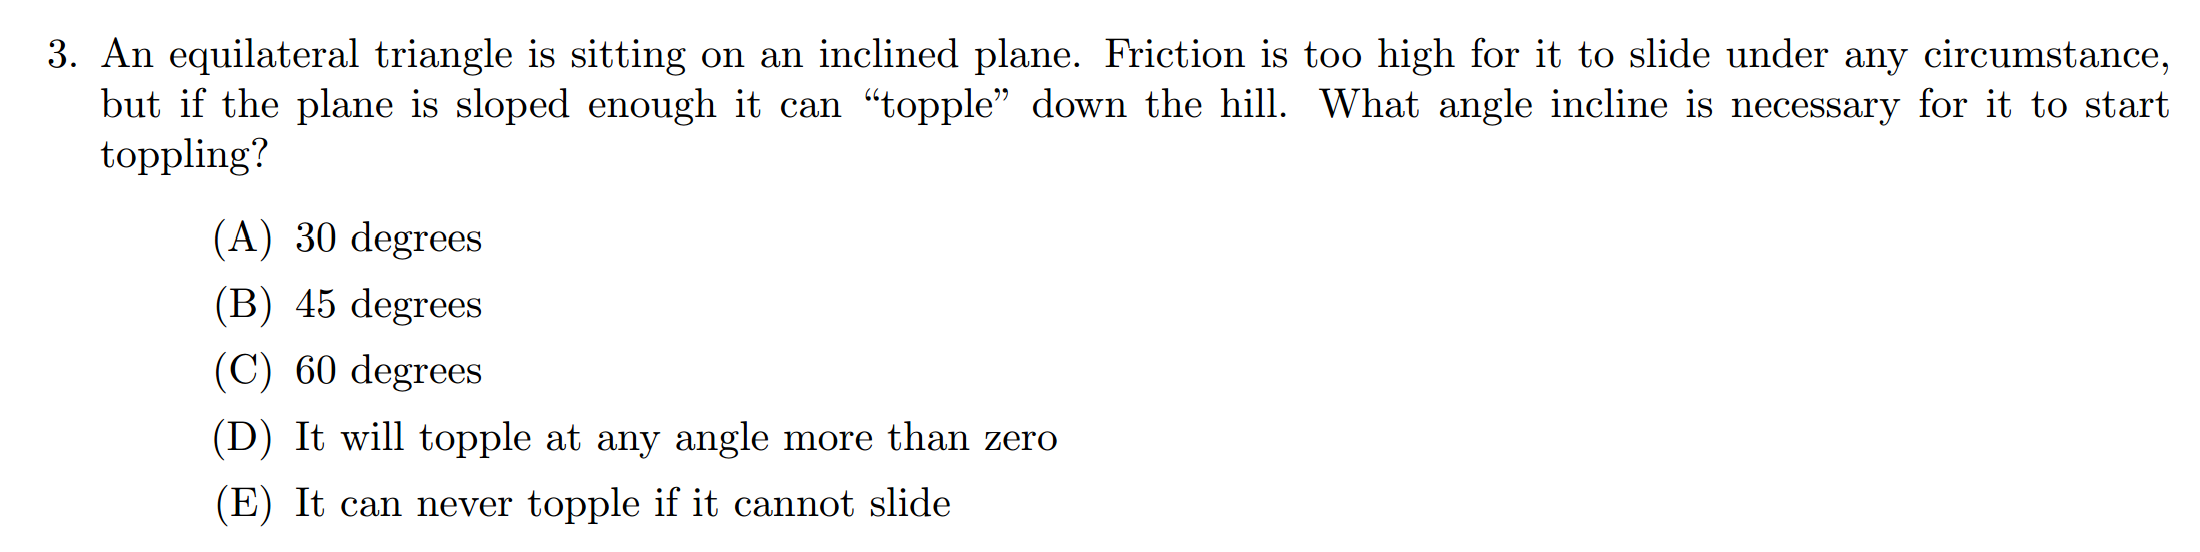 3. An equilateral triangle is sitting on an inclined plane. Friction is too high for it to slide under any circumstance,
but if the plane is sloped enough it can “topple” down the hill. What angle incline is necessary for it to start
toppling?
(A) 30 degrees
(B) 45 degrees
(C) 60 degrees
(D) It will topple at any angle more than zero
(E) It can never topple if it cannot slide